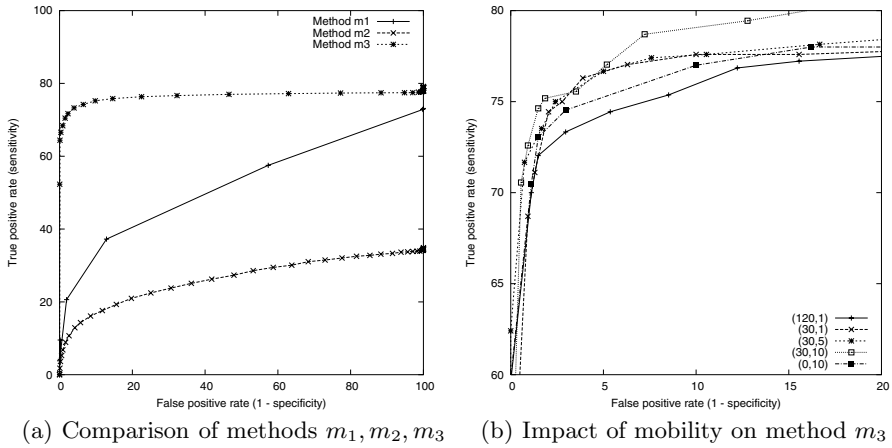 100
80
60
40
20
0
0 20 40 60 80 100
True positive rate (sensitivity)
False positive rate (1 - specificity)
Method m1
Method m2
Method m3
(a) Comparison of methods m₁, m₂, m₃
80
75
70
65
60
0 5 10 15 20
True positive rate (sensitivity)
False positive rate (1 - specificity)
(120,1)
(30,1)
(30,5)
(30,10)
(0,10)
(b) Impact of mobility on method m₃